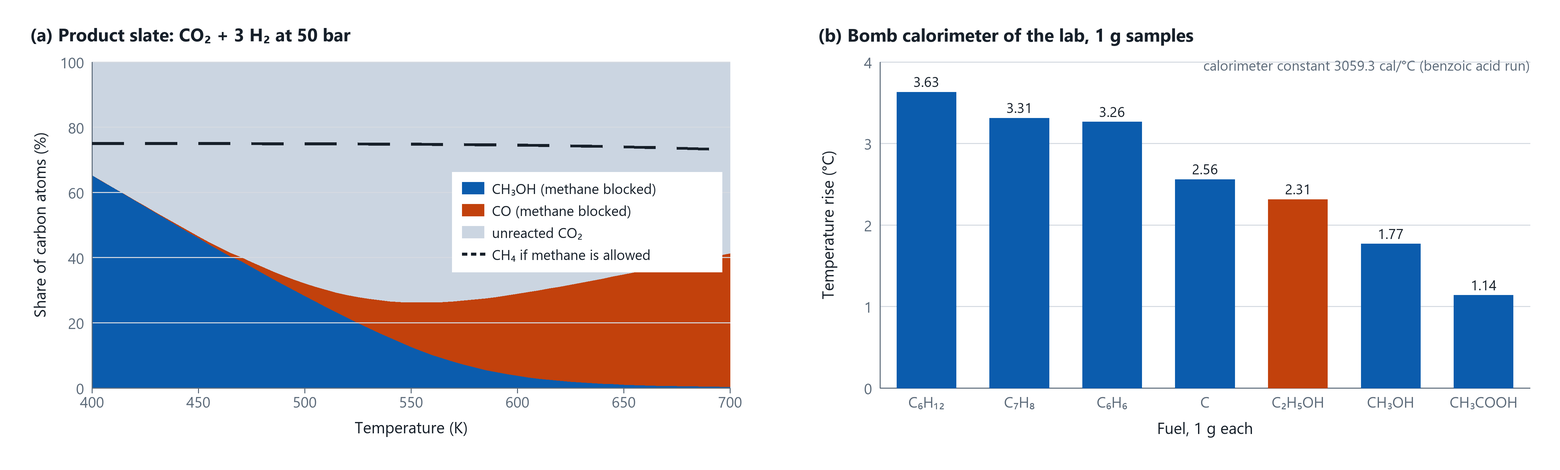 (a) Product slate: CO₂ + 3 H₂ at 50 bar
Share of carbon atoms (%)
100
80
60
40
20
0
CH₃OH (methane blocked)
CO (methane blocked)
unreacted CO₂
CH₄ if methane is allowed
400 450 500 550 600 650 700
Temperature (K)
(b) Bomb calorimeter of the lab, 1 g samples
calorimeter constant 3059.3 cal/°C (benzoic acid run)
Temperature rise (°C)
4
3
2
1
0
3.63 3.31 3.26 2.56 2.31 1.77 1.14
C₆H₁₂ C₇H₈ C₆H₆ C C₂H₅OH CH₃OH CH₃COOH
Fuel, 1 g each